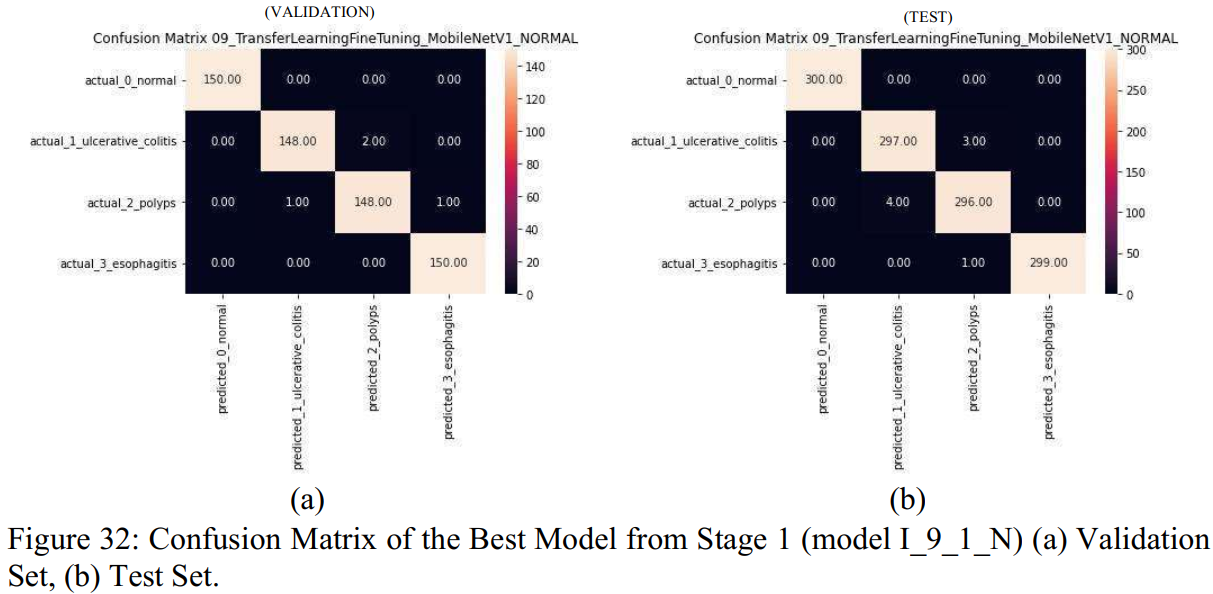 (VALIDATION)
Confusion Matrix 09_TransferLearningFineTuning_MobileNetV1_NORMAL
actual_0_normal 150.00 0.00 0.00 0.00
actual_1_ulcerative_colitis 0.00 148.00 2.00 0.00
actual_2_polyps 0.00 1.00 148.00 1.00
actual_3_esophagitis 0.00 0.00 0.00 150.00
140
120
100
80
60
40
20
0
predicted_0_normal
predicted_1_ulcerative_colitis
predicted_2_polyps
predicted_3_esophagitis
(a)
(TEST)
Confusion Matrix 09_TransferLearningFineTuning_MobileNetV1_NORMAL
actual_0_normal 300.00 0.00 0.00 0.00
actual_1_ulcerative_colitis 0.00 297.00 3.00 0.00
actual_2_polyps 0.00 4.00 296.00 0.00
actual_3_esophagitis 0.00 0.00 1.00 299.00
300
250
200
150
100
50
0
predicted_0_normal
predicted_1_ulcerative_colitis
predicted_2_polyps
predicted_3_esophagitis
(b)
Figure 32: Confusion Matrix of the Best Model from Stage 1 (model I_9_1_N) (a) Validation
Set, (b) Test Set.